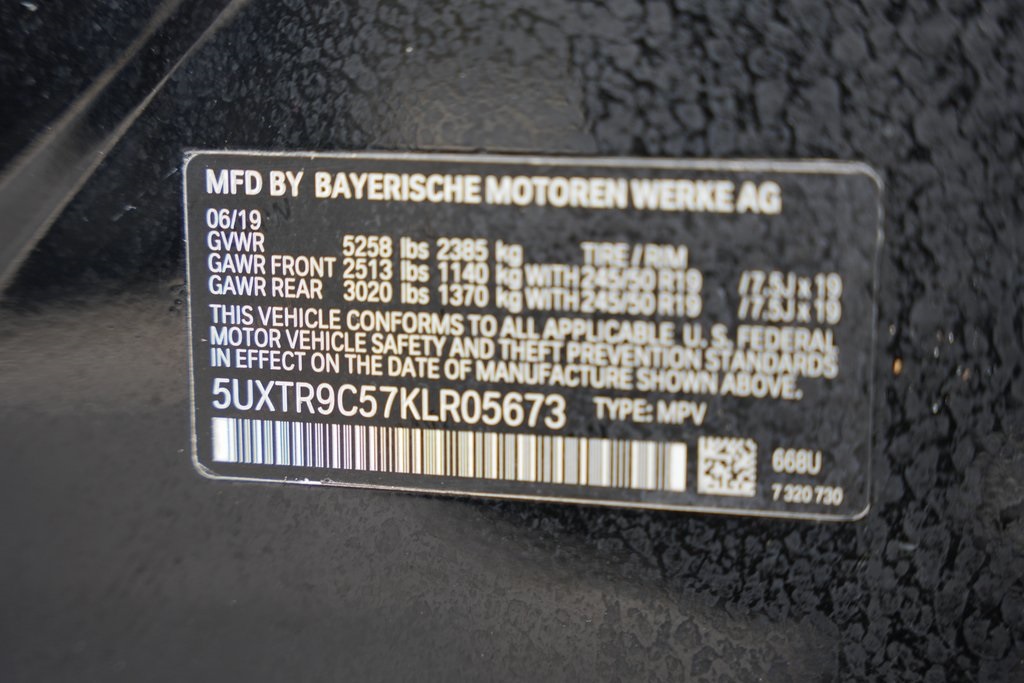 MFD BY BAYERISCHE MOTOREN WERKE AG
06/19
GVWR 5258 lbs 2385 kg TIRE / RIM
GAWR FRONT 2513 lbs 1140 kg WITH 245/50 R19 /7.5J x 19
GAWR REAR 3020 lbs 1370 kg WITH 245/50 R19 /7.5J x 19
THIS VEHICLE CONFORMS TO ALL APPLICABLE U. S. FEDERAL
MOTOR VEHICLE SAFETY AND THEFT PREVENTION STANDARDS
IN EFFECT ON THE DATE OF MANUFACTURE SHOWN ABOVE.
5UXTR9C57KLR05673 TYPE: MPV
668U
7 320 730